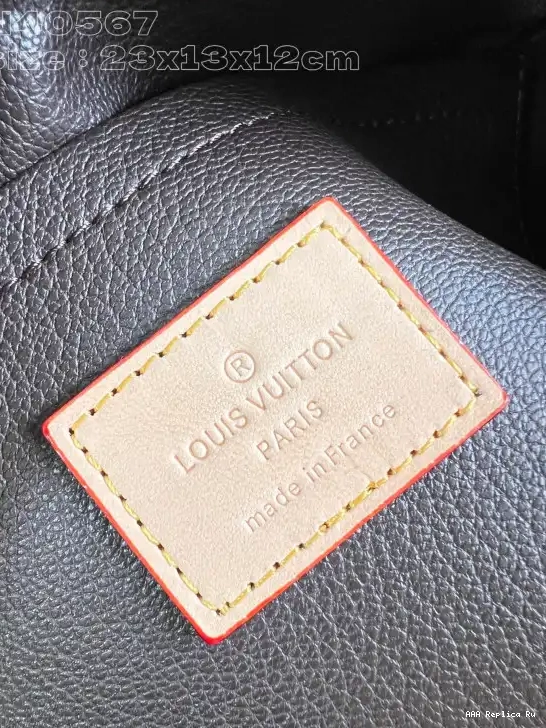 size : 23x13x12cm
®
LOUIS VUITTON
PARIS
made in France
AAA Replica Ru